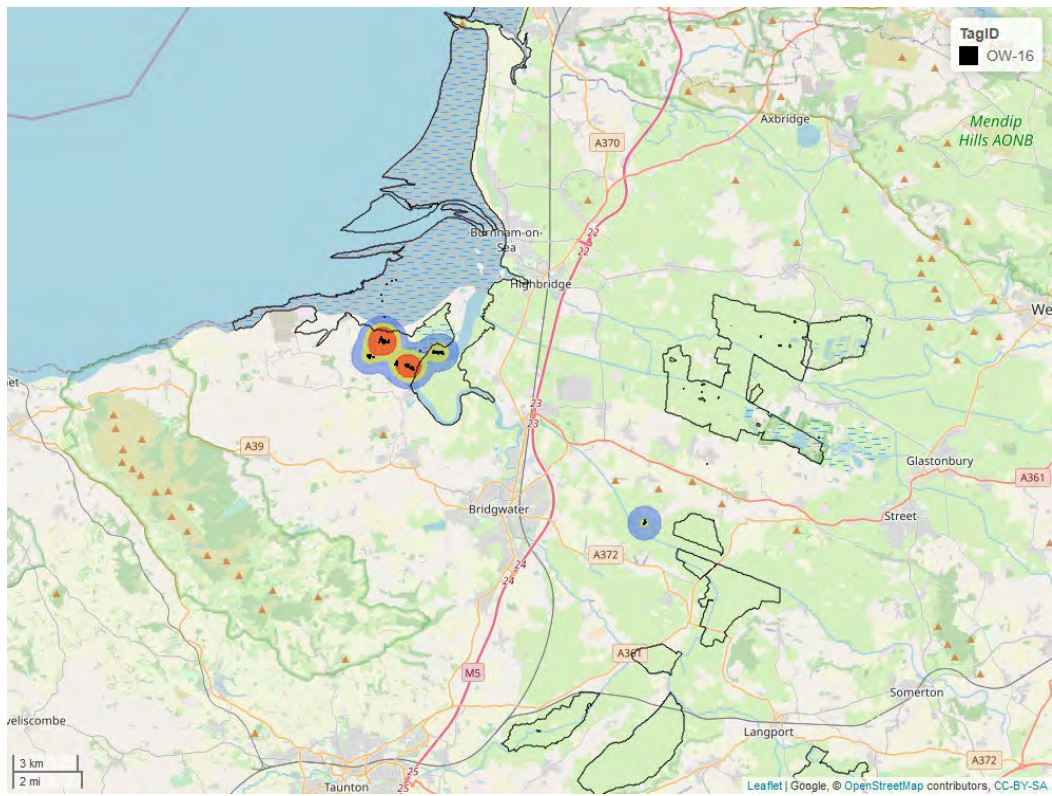 TagID
OW-16
Mendip
Hills AONB
Axbridge
A370
22
22
Burnham-on-
Sea
Highbridge
We
et
23
23
A39
Glastonbury
A361
Street
Bridgwater
A372
24
24
A361
M5
Somerton
veliscombe
Langport
A372
3 km
2 mi
25
25
Taunton
Leaflet | Google, © OpenStreetMap contributors, CC-BY-SA